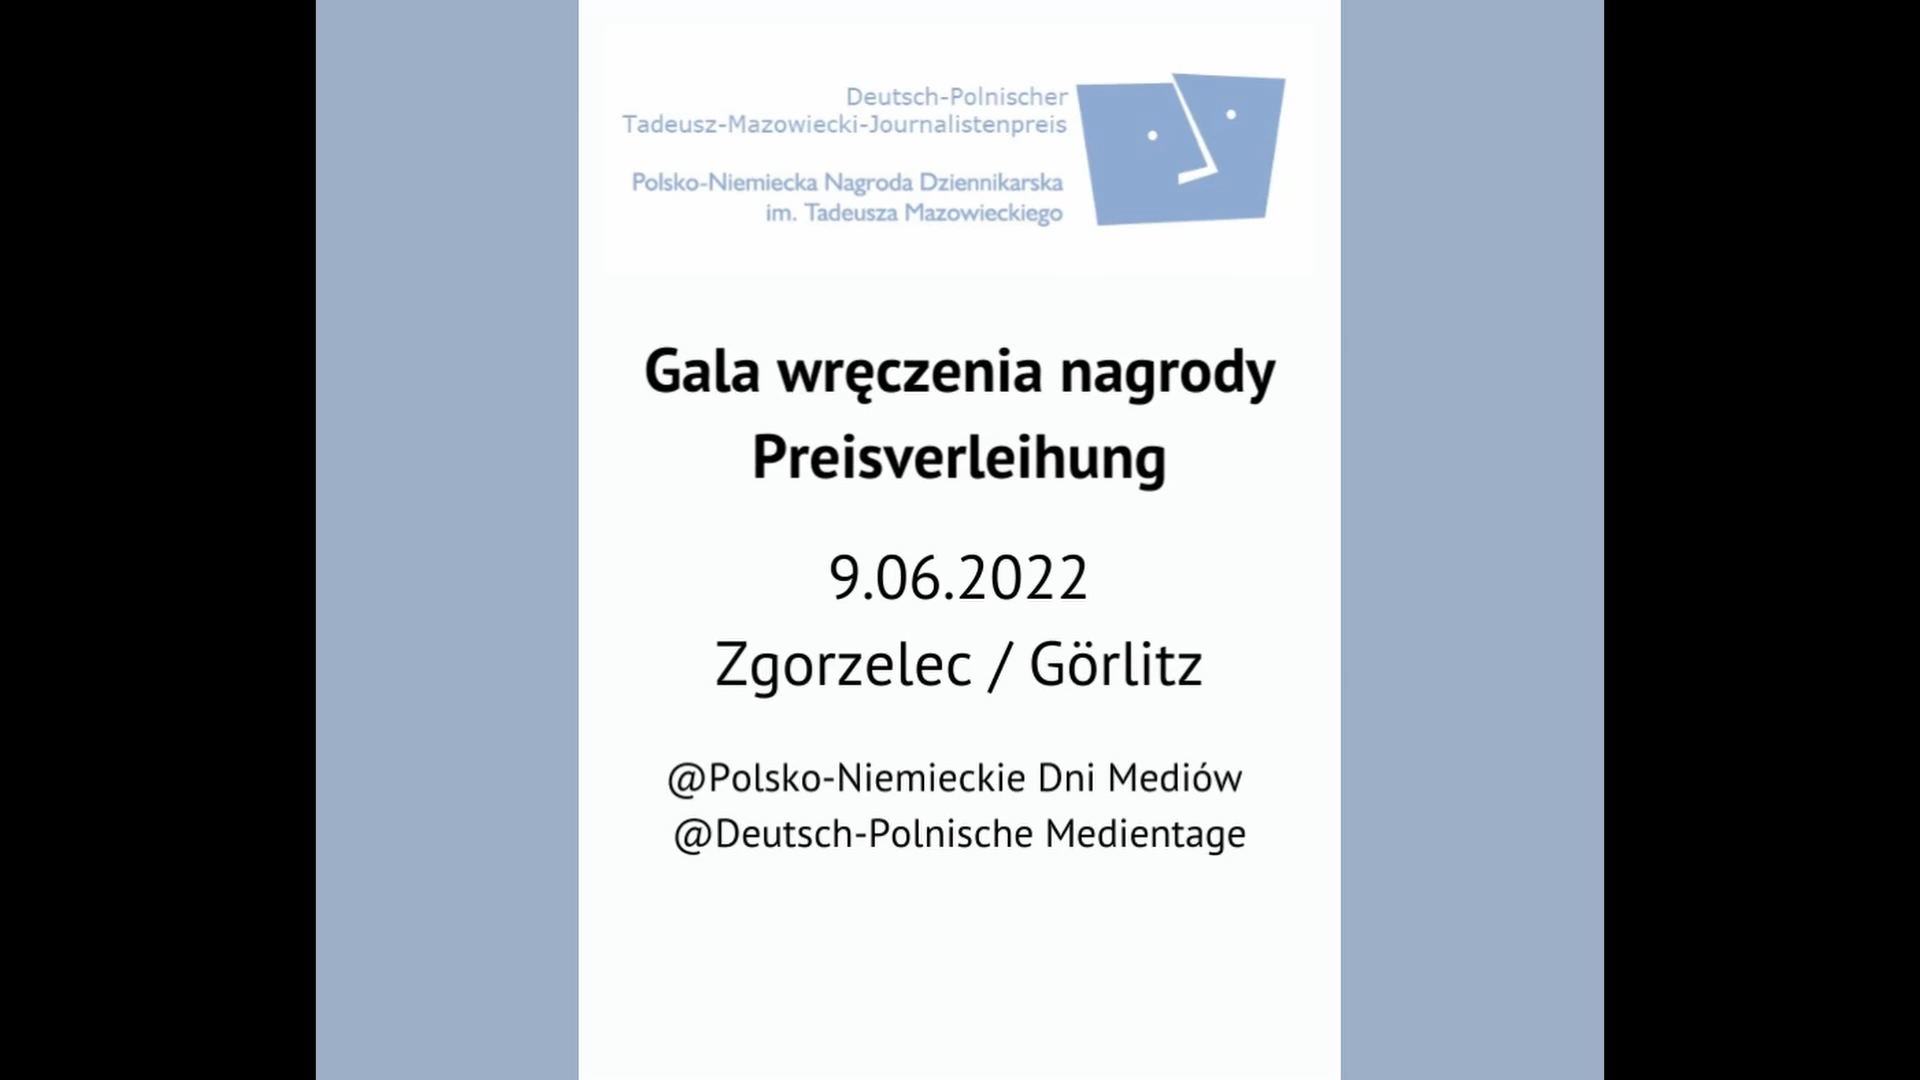 Deutsch-Polnischer
Tadeusz-Mazowiecki-Journalistenpreis
Polsko-Niemiecka Nagroda Dziennikarska
im. Tadeusza Mazowieckiego
Gala wręczenia nagrody
Preisverleihung
9.06.2022
Zgorzelec / Görlitz
@Polsko-Niemieckie Dni Mediów
@Deutsch-Polnische Medientage